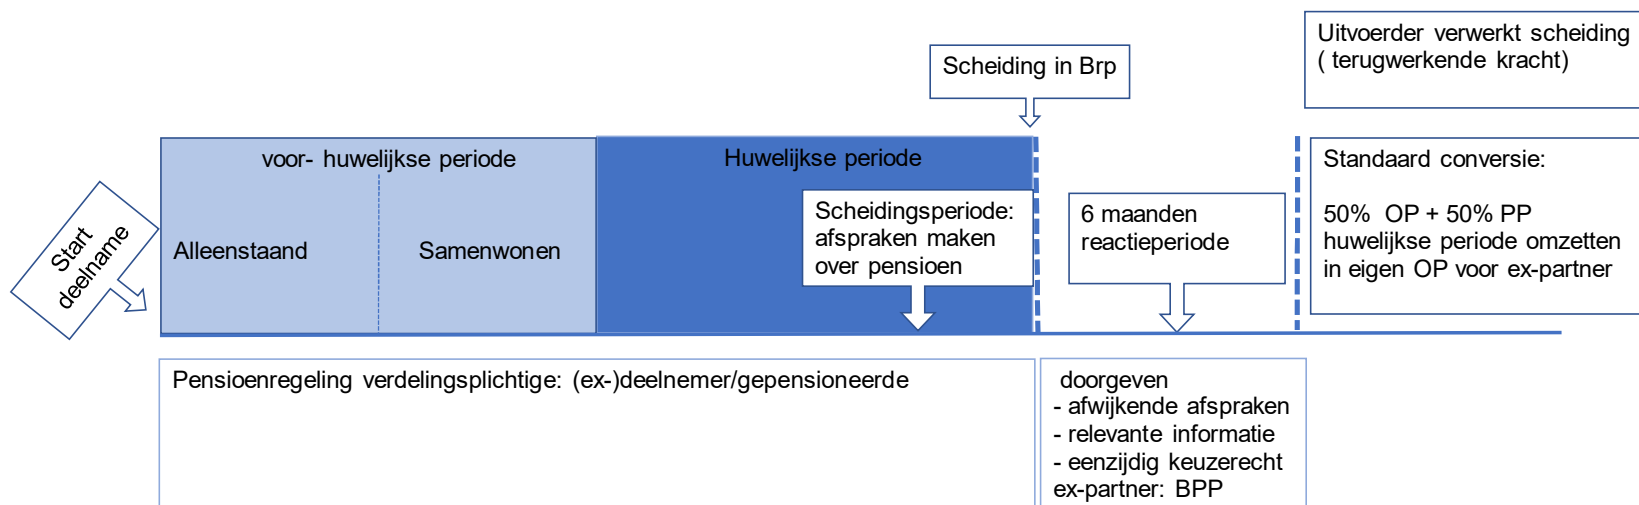 Uitvoerder verwerkt scheiding
( terugwerkende kracht)
Scheiding in Brp
voor- huwelijkse periode
Huwelijkse periode
Standaard conversie:
50% OP + 50% PP
huwelijkse periode omzetten
in eigen OP voor ex-partner
Start
deelname
Alleenstaand
Samenwonen
Scheidingsperiode:
afspraken maken
over pensioen
6 maanden
reactieperiode
Pensioenregeling verdelingsplichtige: (ex-)deelnemer/gepensioneerde
doorgeven
- afwijkende afspraken
- relevante informatie
- eenzijdig keuzerecht
ex-partner: BPP